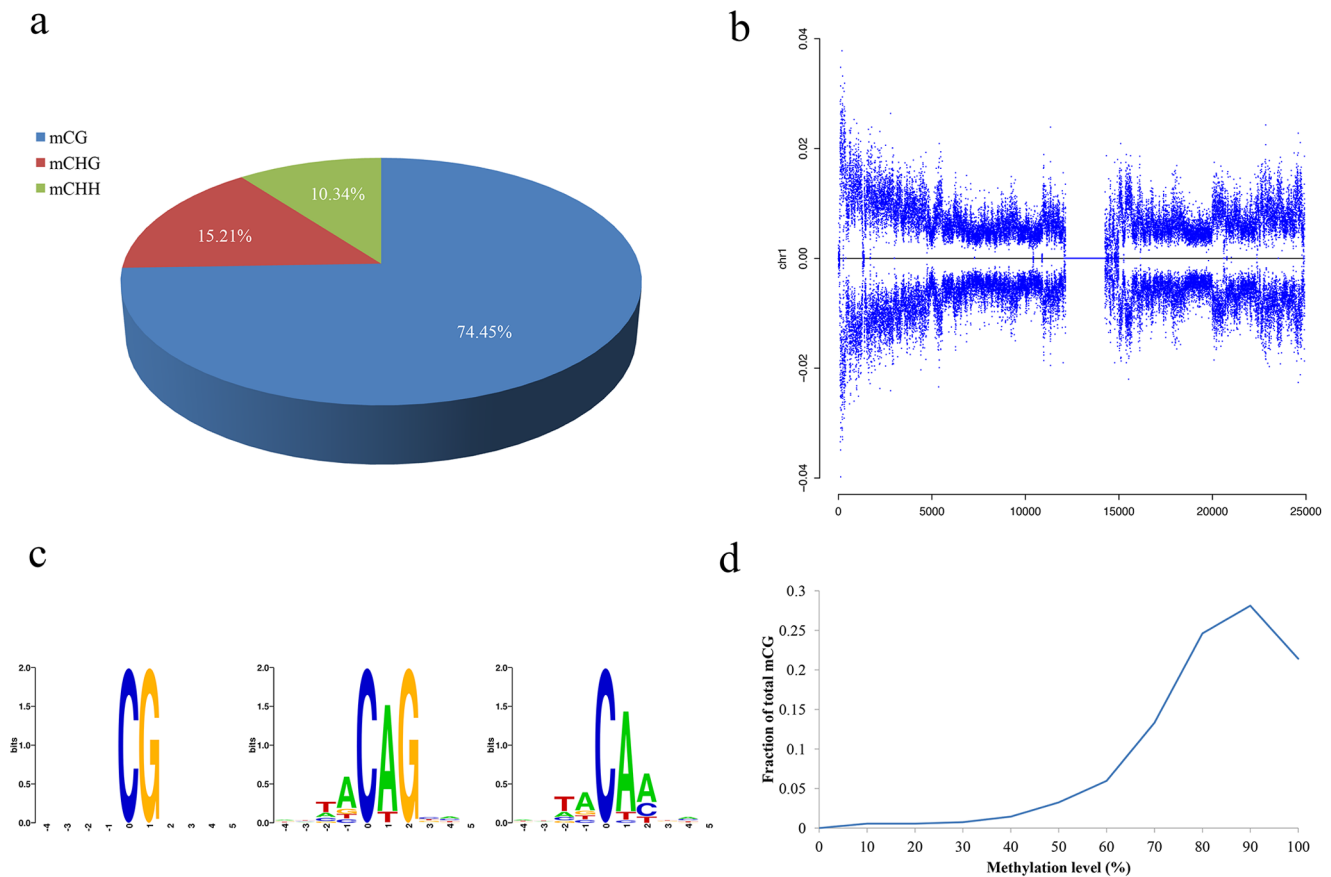 a
mCG
mCHG
mCHH
10.34%
15.21%
74.45%
b
0.04
0.02
0.00
−0.02
−0.04
chr1
0 5000 10000 15000 20000 25000
c
2.0
1.5
1.0
0.5
0.0
bits
CG
-4 -3 -2 -1 0 1 2 3 4 5
2.0
1.5
1.0
0.5
0.0
bits
TACAG
-4 -3 -2 -1 0 1 2 3 4 5
2.0
1.5
1.0
0.5
0.0
bits
TACAA
C
-4 -3 -2 -1 0 1 2 3 4 5
d
0.3
0.25
0.2
0.15
0.1
0.05
0
Fraction of total mCG
0 10 20 30 40 50 60 70 80 90 100
Methylation level (%)